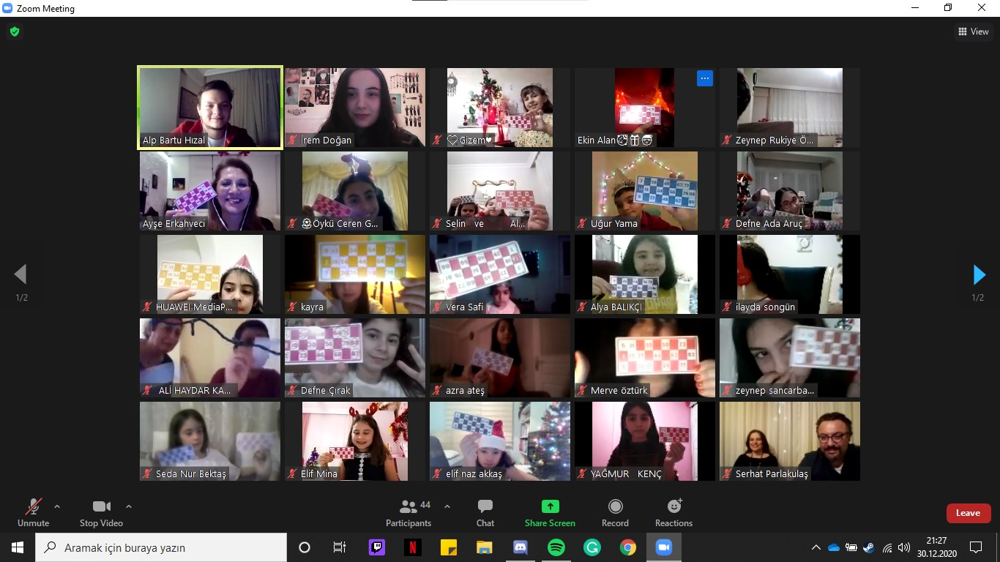 Zoom Meeting
View
Alp Bartu Hızal
İrem Doğan
♡Gizem♥
Ekin Alan
Zeynep Rukiye Ö...
Ayşe Erkahveci
Öykü Ceren G...
Selin ve Al...
Uğur Yama
Defne Ada Aruç
HUAWEI MediaP...
kayra
Vera Safi
Alya BALIKÇI
ilayda songün
ALİ HAYDAR KA...
Defne Çırak
azra ateş
Merve öztürk
zeynep sancarba...
Seda Nur Bektaş
Elif Mina
elif naz akkaş
YAĞMUR KENÇ
Serhat Parlakulaş
1/2
1/2
44
Unmute
Stop Video
Participants
Chat
Share Screen
Record
Reactions
Leave
Aramak için buraya yazın
21:27
30.12.2020